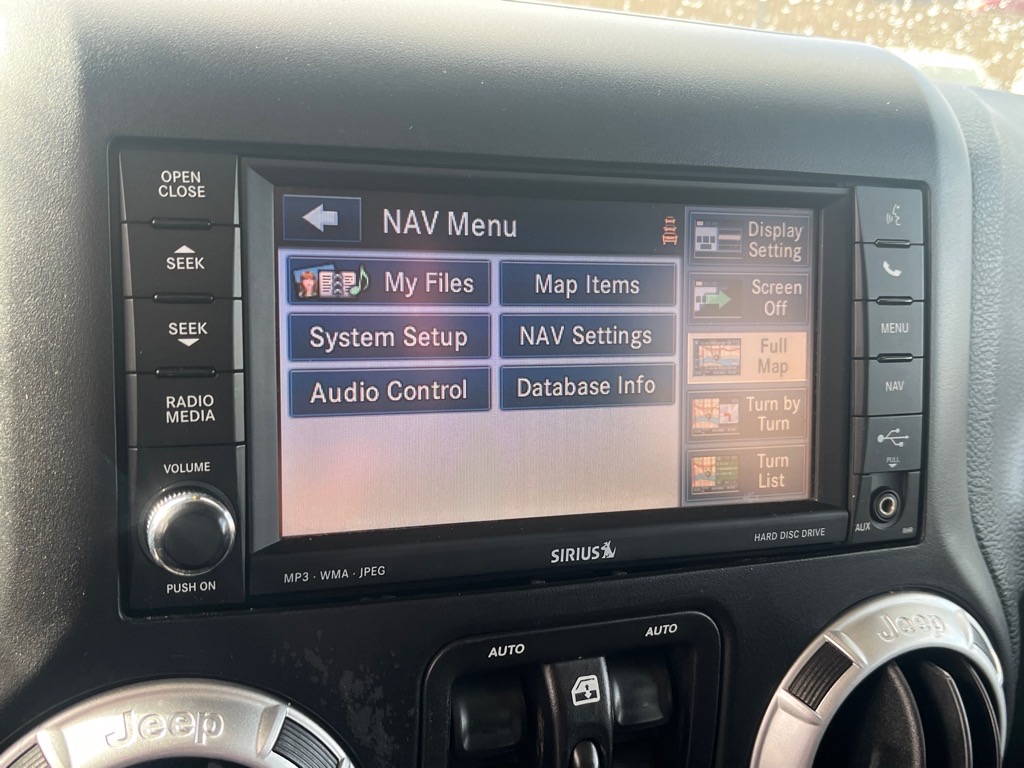 OPEN
CLOSE
SEEK
SEEK
RADIO
MEDIA
VOLUME
PUSH ON
NAV Menu
My Files
Map Items
System Setup
NAV Settings
Audio Control
Database Info
Display
Setting
Screen
Off
Full
Map
Turn by
Turn
Turn
List
MENU
NAV
PULL
AUX
MP3 · WMA · JPEG
SIRIUS
HARD DISC DRIVE
AUTO
AUTO
Jeep
Jeep